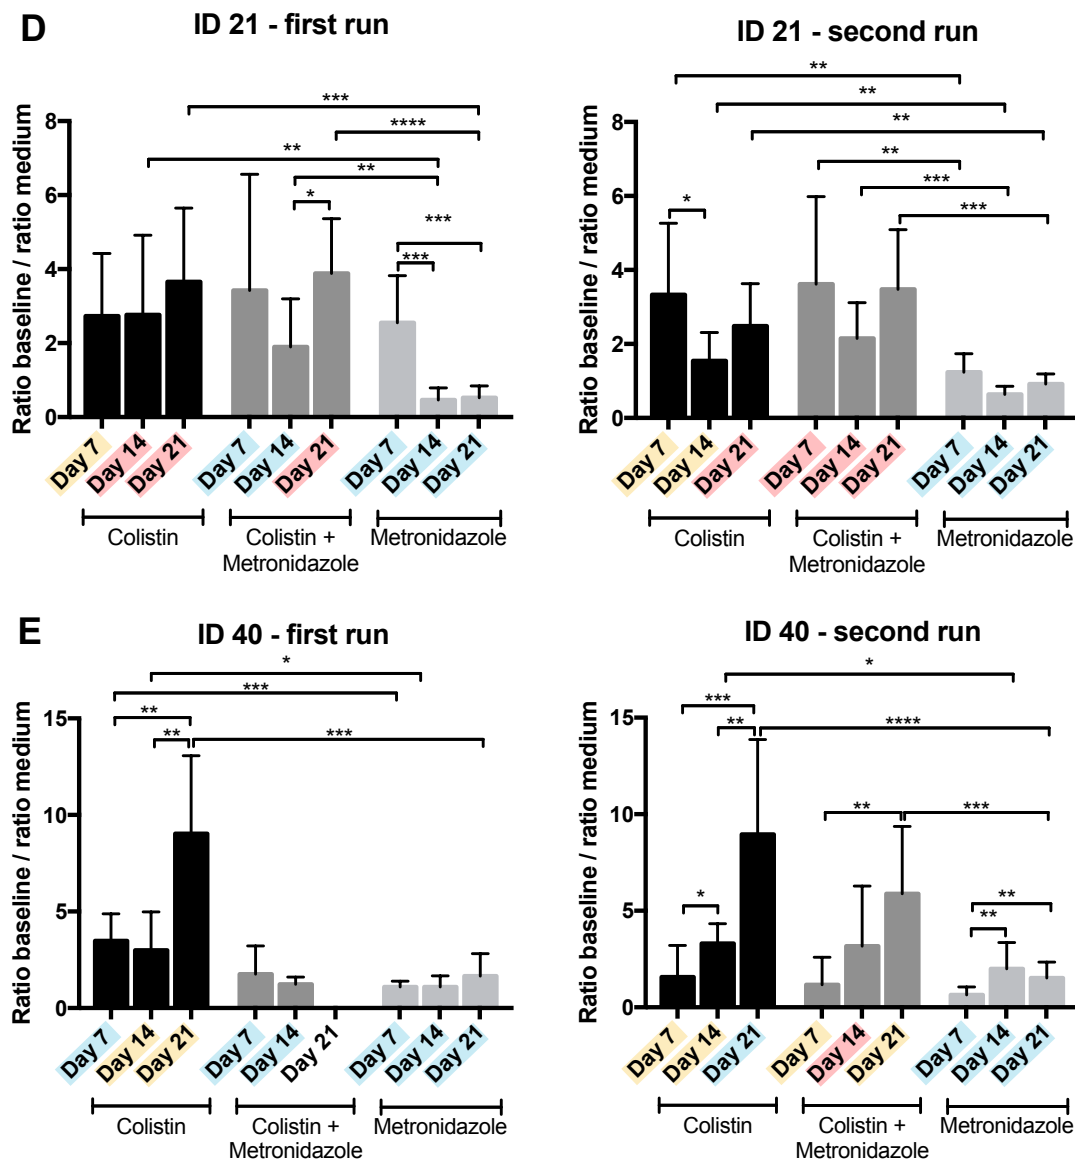 D
ID 21 - first run
Ratio baseline / ratio medium
8
6
4
2
0
***
****
**
**
*
***
***
Day 7
Day 14
Day 21
Day 7
Day 14
Day 21
Day 7
Day 14
Day 21
Colistin
Colistin +
Metronidazole
Metronidazole
ID 21 - second run
Ratio baseline / ratio medium
8
6
4
2
0
**
**
**
**
***
***
*
Day 7
Day 14
Day 21
Day 7
Day 14
Day 21
Day 7
Day 14
Day 21
Colistin
Colistin +
Metronidazole
Metronidazole
E
ID 40 - first run
Ratio baseline / ratio medium
15
10
5
0
*
***
**
**
***
Day 7
Day 14
Day 21
Day 7
Day 14
Day 21
Day 7
Day 14
Day 21
Colistin
Colistin +
Metronidazole
Metronidazole
ID 40 - second run
Ratio baseline / ratio medium
15
10
5
0
*
***
**
****
**
***
*
**
**
Day 7
Day 14
Day 21
Day 7
Day 14
Day 21
Day 7
Day 14
Day 21
Colistin
Colistin +
Metronidazole
Metronidazole